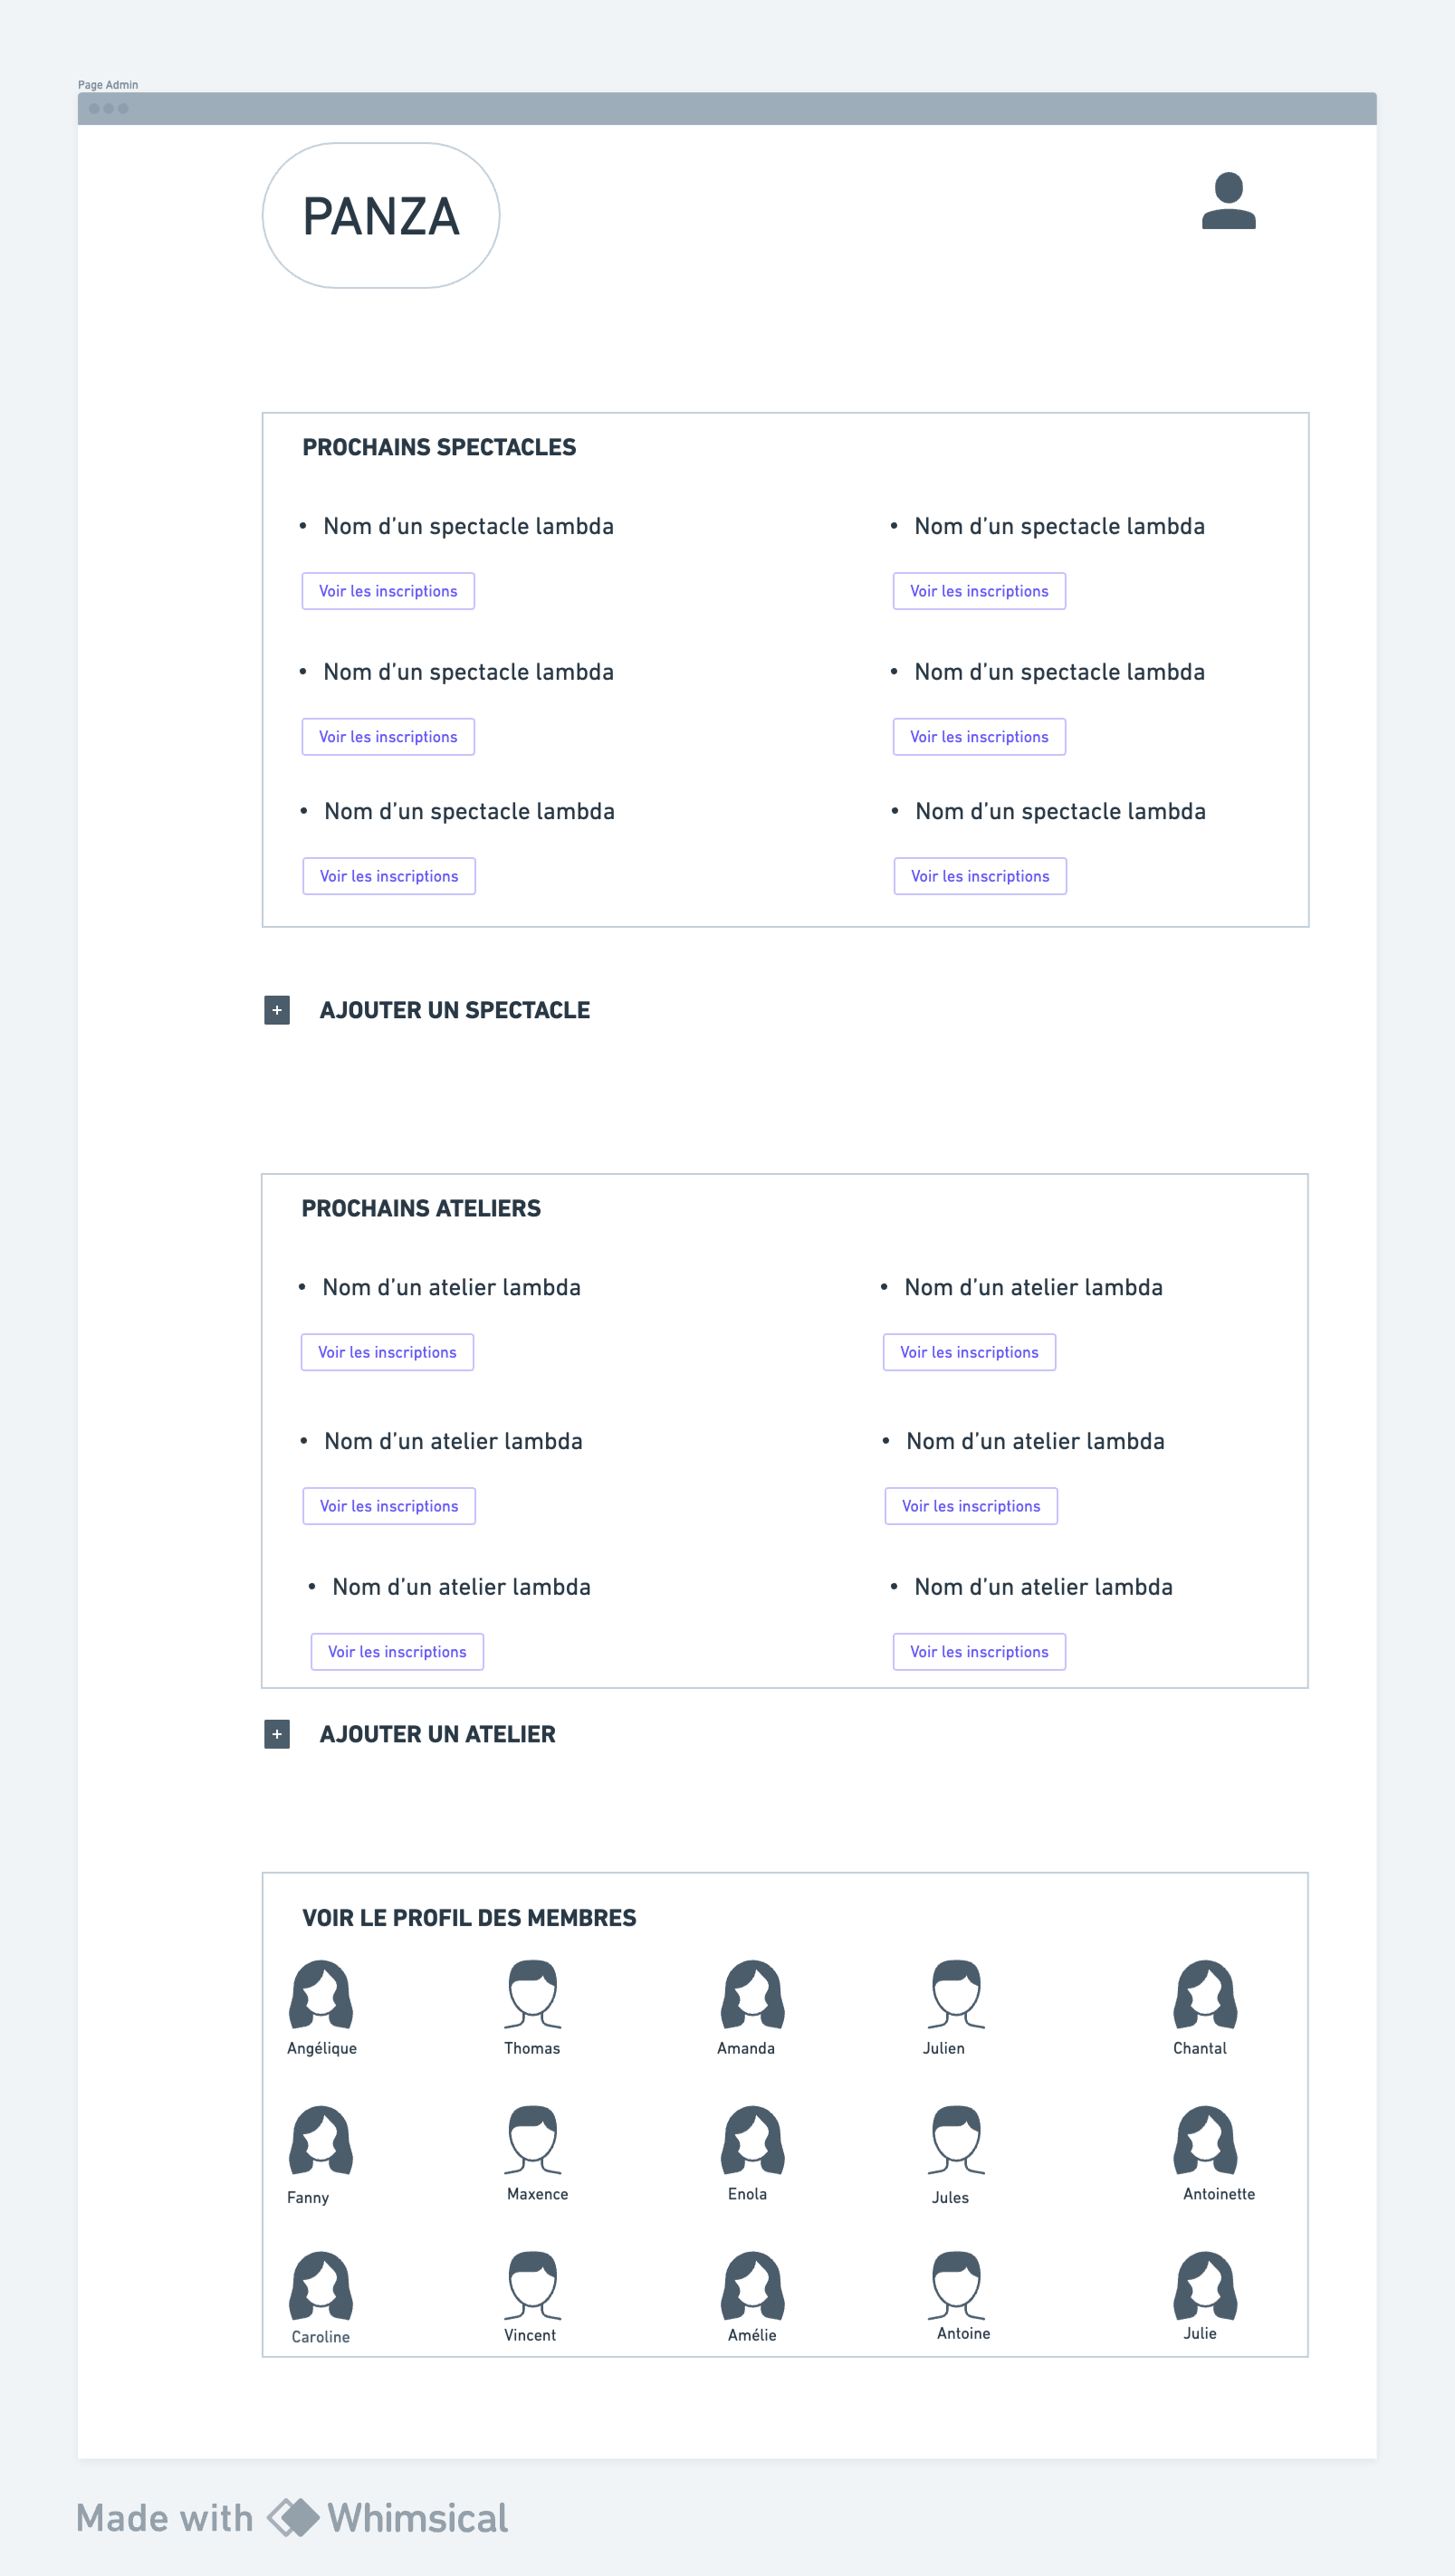 Page Admin
PANZA
PROCHAINS SPECTACLES
• Nom d’un spectacle lambda
• Nom d’un spectacle lambda
Voir les inscriptions
Voir les inscriptions
• Nom d’un spectacle lambda
• Nom d’un spectacle lambda
Voir les inscriptions
Voir les inscriptions
• Nom d’un spectacle lambda
• Nom d’un spectacle lambda
Voir les inscriptions
Voir les inscriptions
+ AJOUTER UN SPECTACLE
PROCHAINS ATELIERS
• Nom d’un atelier lambda
• Nom d’un atelier lambda
Voir les inscriptions
Voir les inscriptions
• Nom d’un atelier lambda
• Nom d’un atelier lambda
Voir les inscriptions
Voir les inscriptions
• Nom d’un atelier lambda
• Nom d’un atelier lambda
Voir les inscriptions
Voir les inscriptions
+ AJOUTER UN ATELIER
VOIR LE PROFIL DES MEMBRES
Angélique
Thomas
Amanda
Julien
Chantal
Fanny
Maxence
Enola
Jules
Antoinette
Caroline
Vincent
Amélie
Antoine
Julie
Made with Whimsical